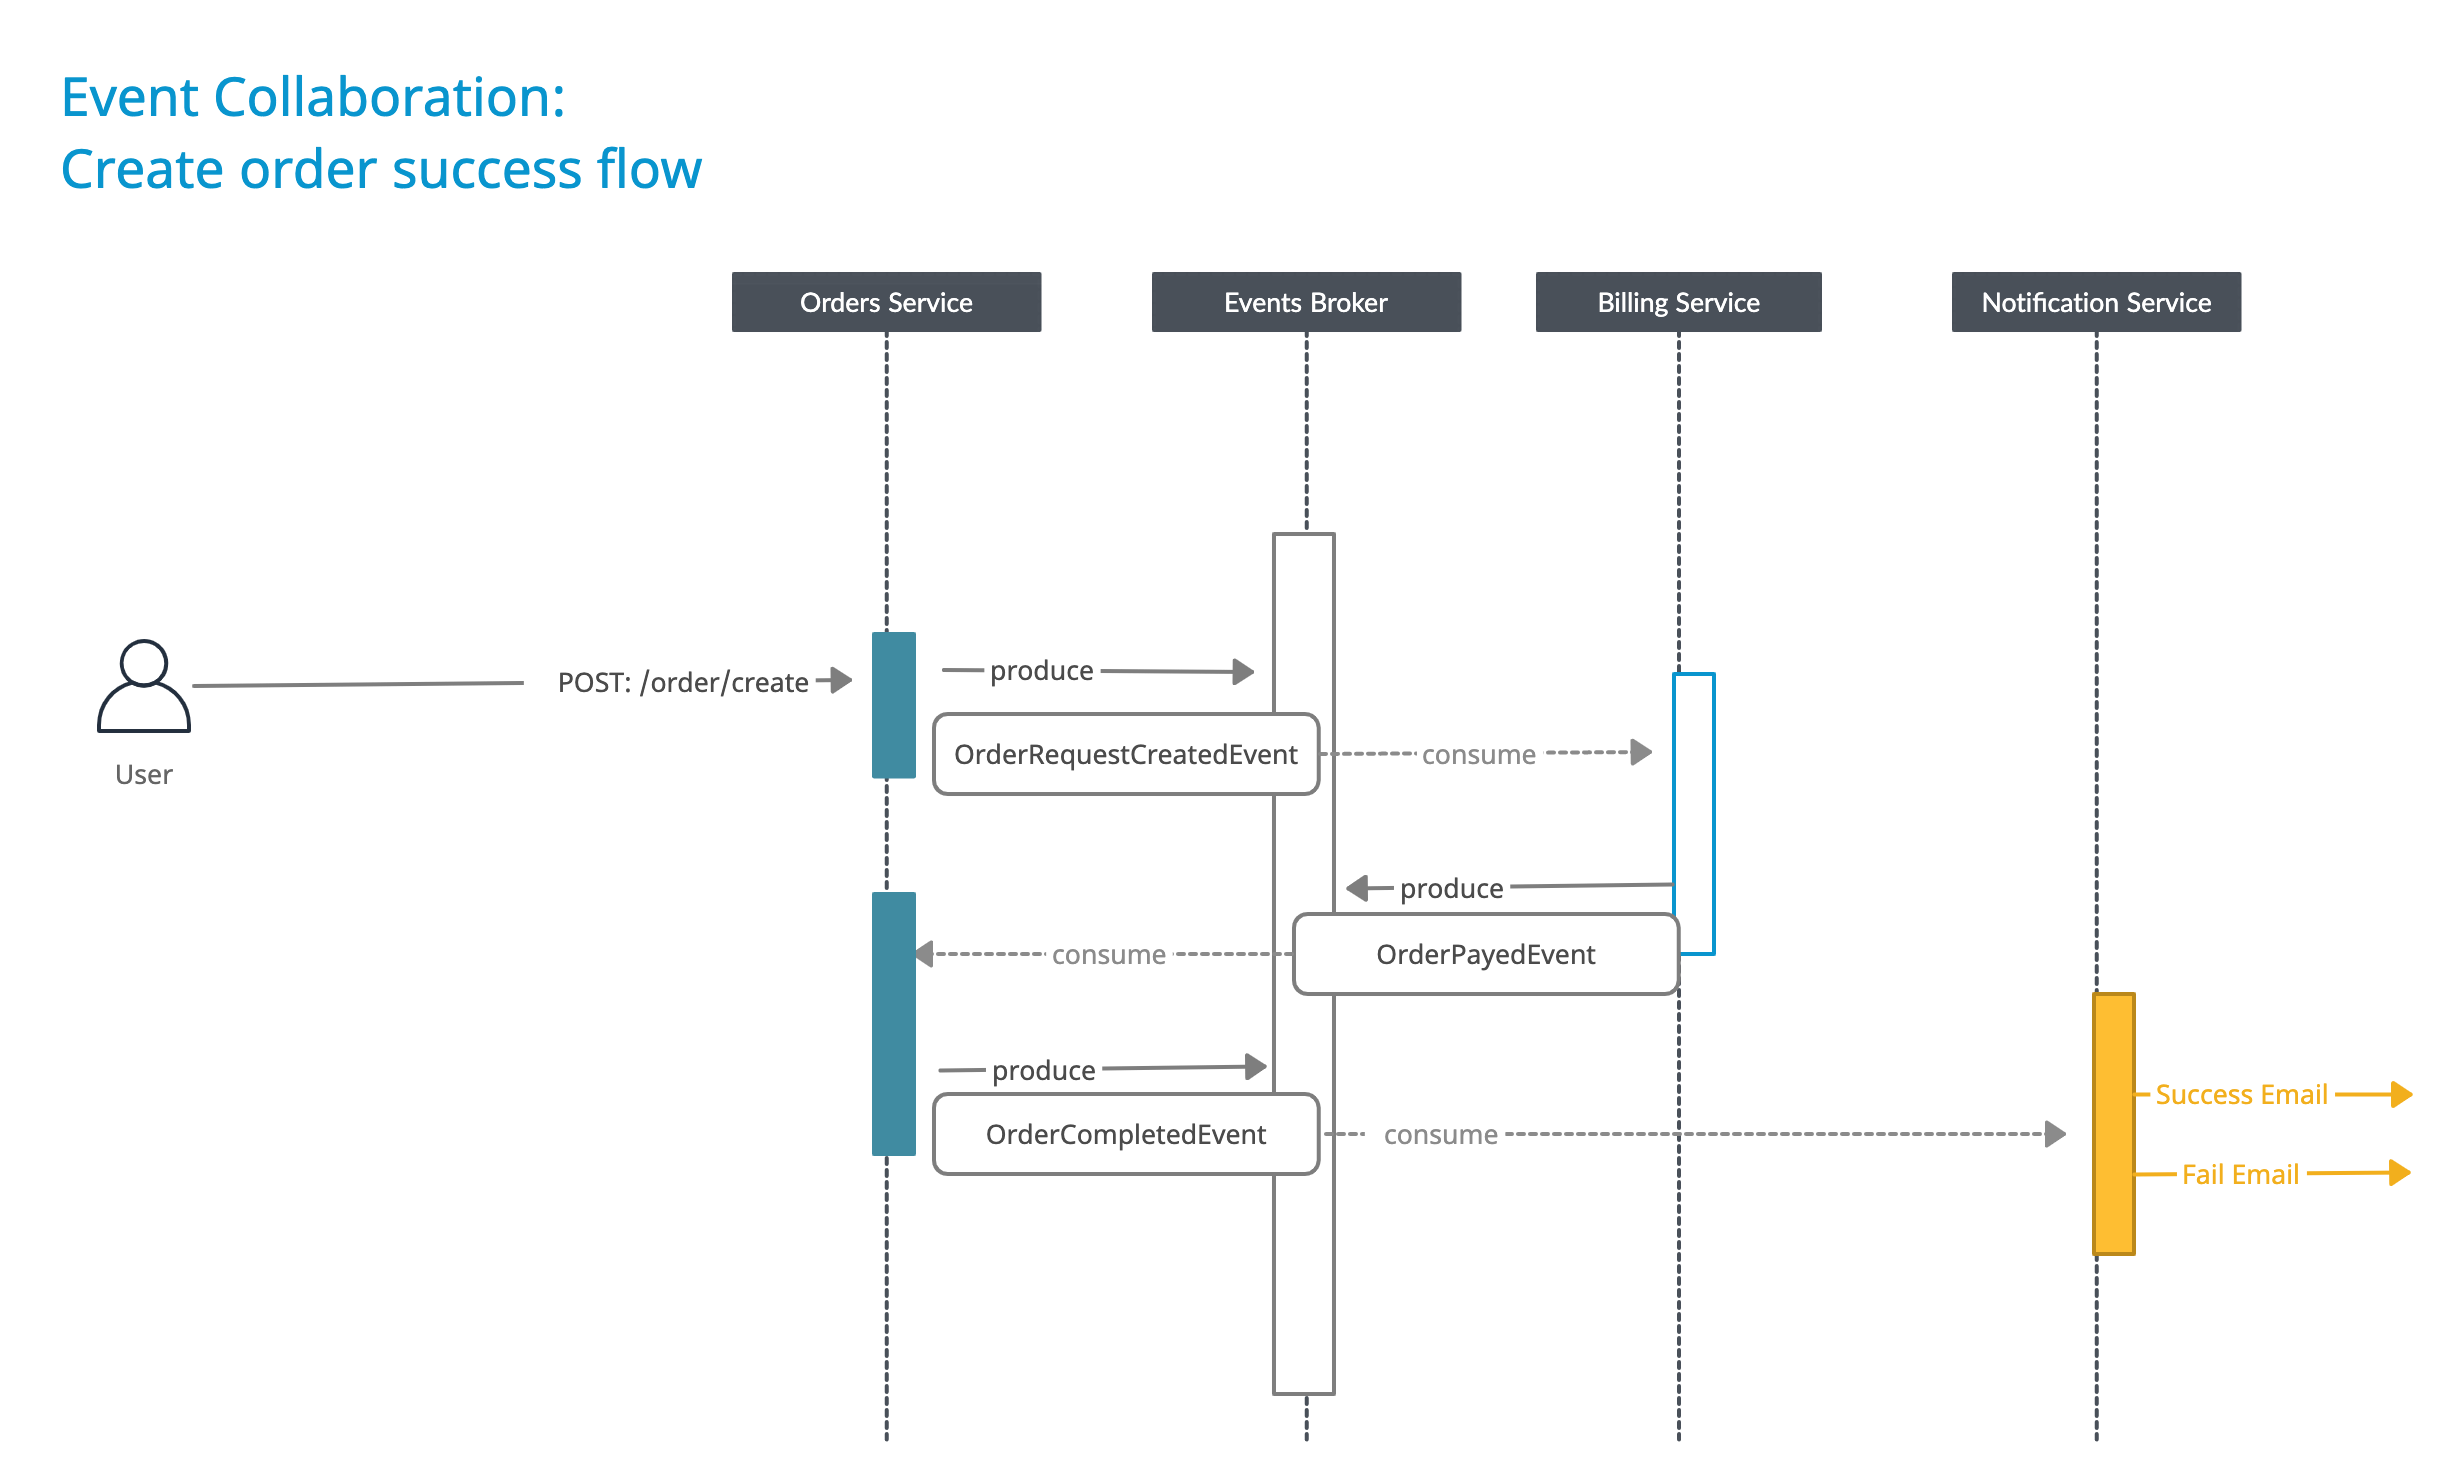 Event Collaboration:
Create order success flow
Orders Service
Events Broker
Billing Service
Notification Service
User
POST: /order/create
produce
OrderRequestCreatedEvent
consume
produce
OrderPayedEvent
consume
produce
OrderCompletedEvent
consume
Success Email
Fail Email